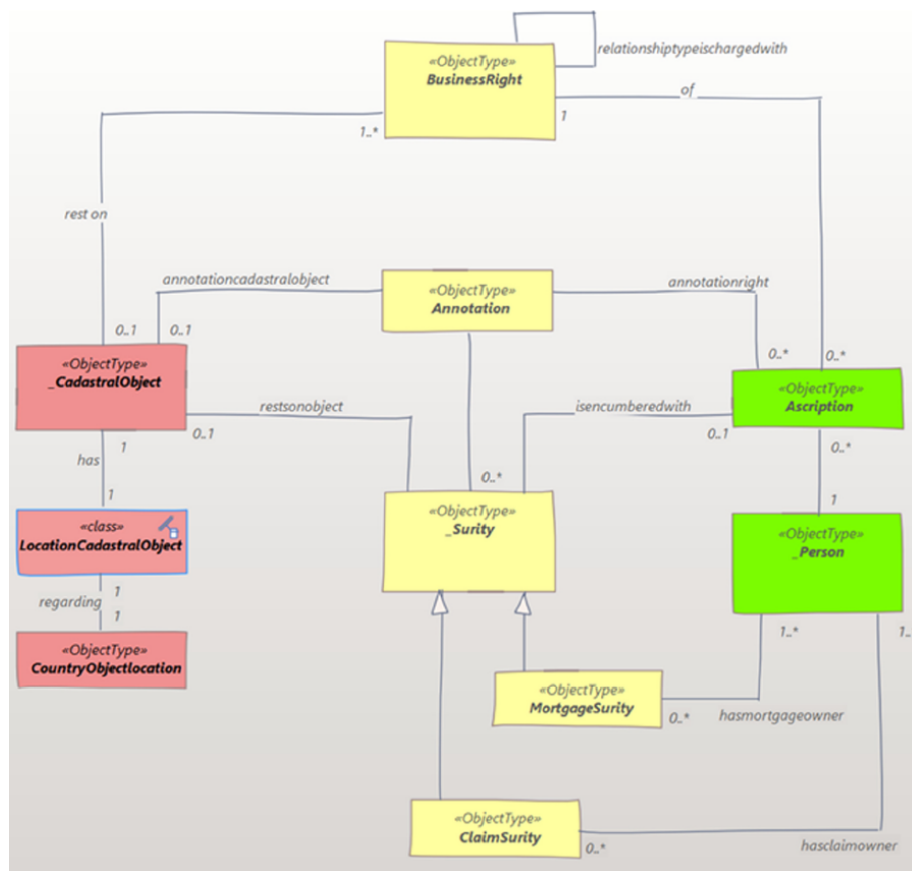 «ObjectType»
BusinessRight
relationshiptypeischargedwith
of
1
1..*
rest on
annotationcadastralobject
«ObjectType»
Annotation
annotationright
0..1
0..1
0..*
0..*
«ObjectType»
_CadastralObject
restsonobject
isencumberedwith
«ObjectType»
Ascription
0..1
0..1
1
0..*
has
0..*
1
1
«ObjectType»
_Surity
«class»
LocationCadastralObject
«ObjectType»
_Person
regarding
1
1
1..*
«ObjectType»
CountryObjectlocation
«ObjectType»
MortgageSurity
0..*
hasmortgageowner
«ObjectType»
ClaimSurity
0..*
hasclaimowner